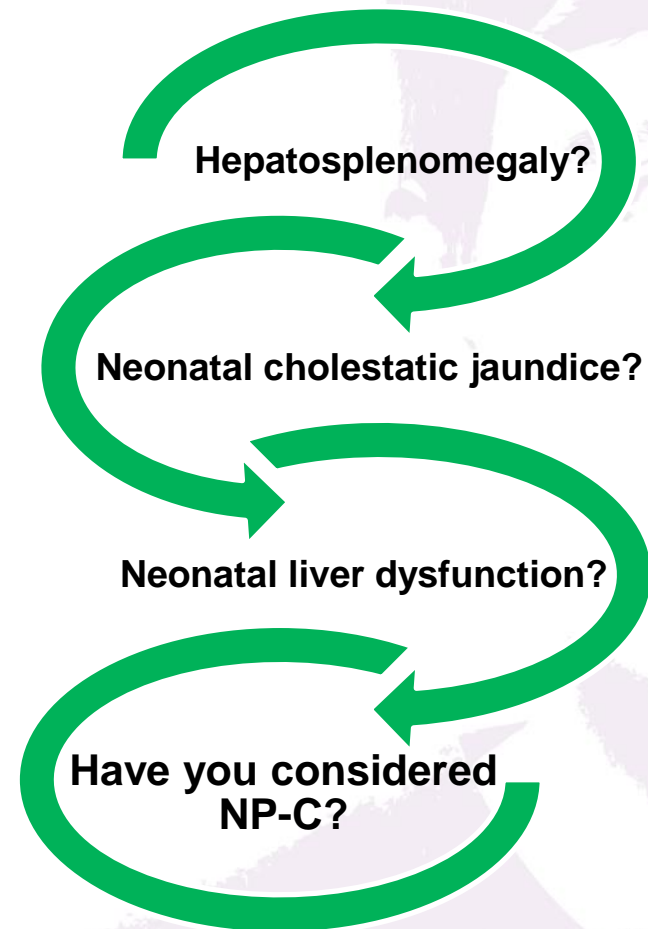 Hepatosplenomegaly?
Neonatal cholestatic jaundice?
Neonatal liver dysfunction?
Have you considered
NP-C?